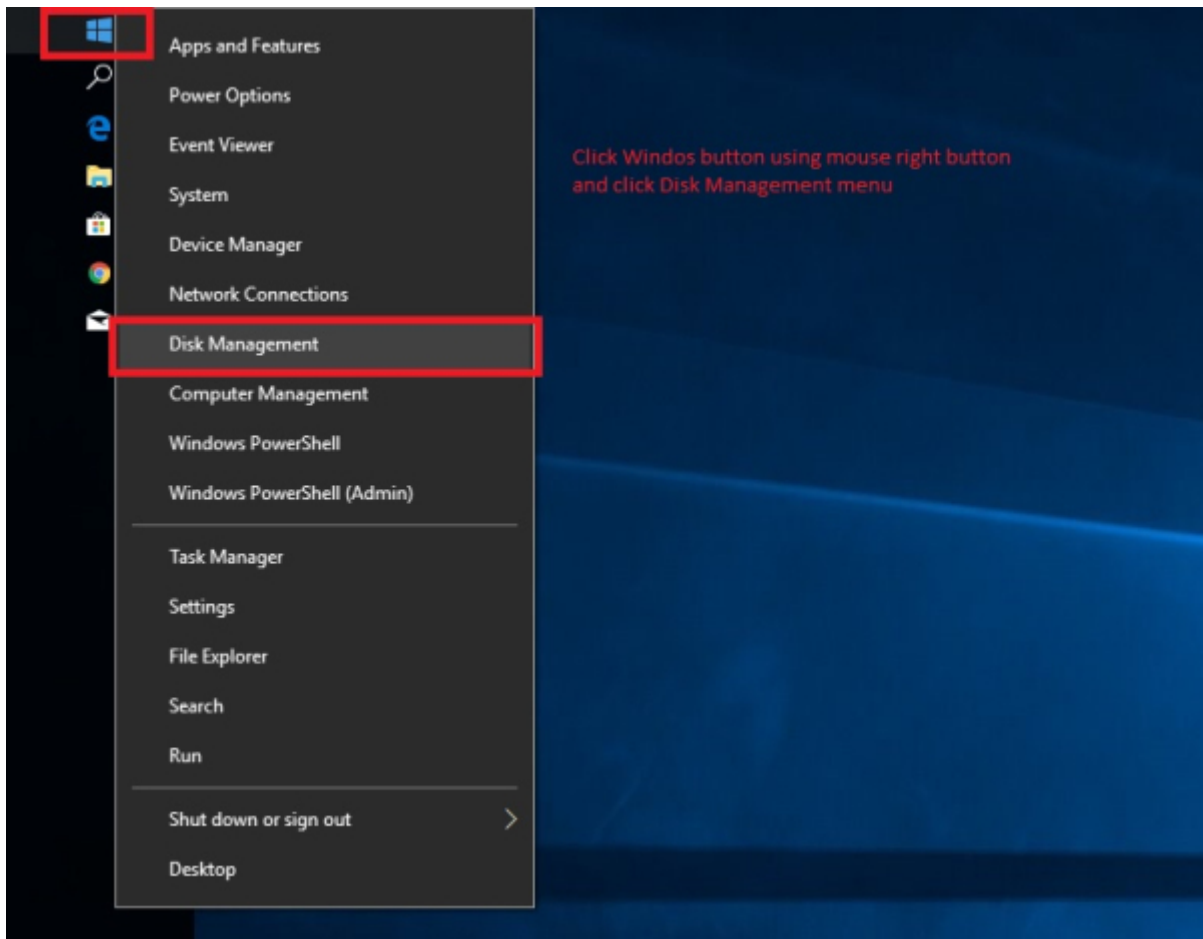 Apps and Features
Power Options
Event Viewer
System
Device Manager
Network Connections
Disk Management
Computer Management
Windows PowerShell
Windows PowerShell (Admin)
Task Manager
Settings
File Explorer
Search
Run
Shut down or sign out
Desktop
Click Windos button using mouse right button
and click Disk Management menu